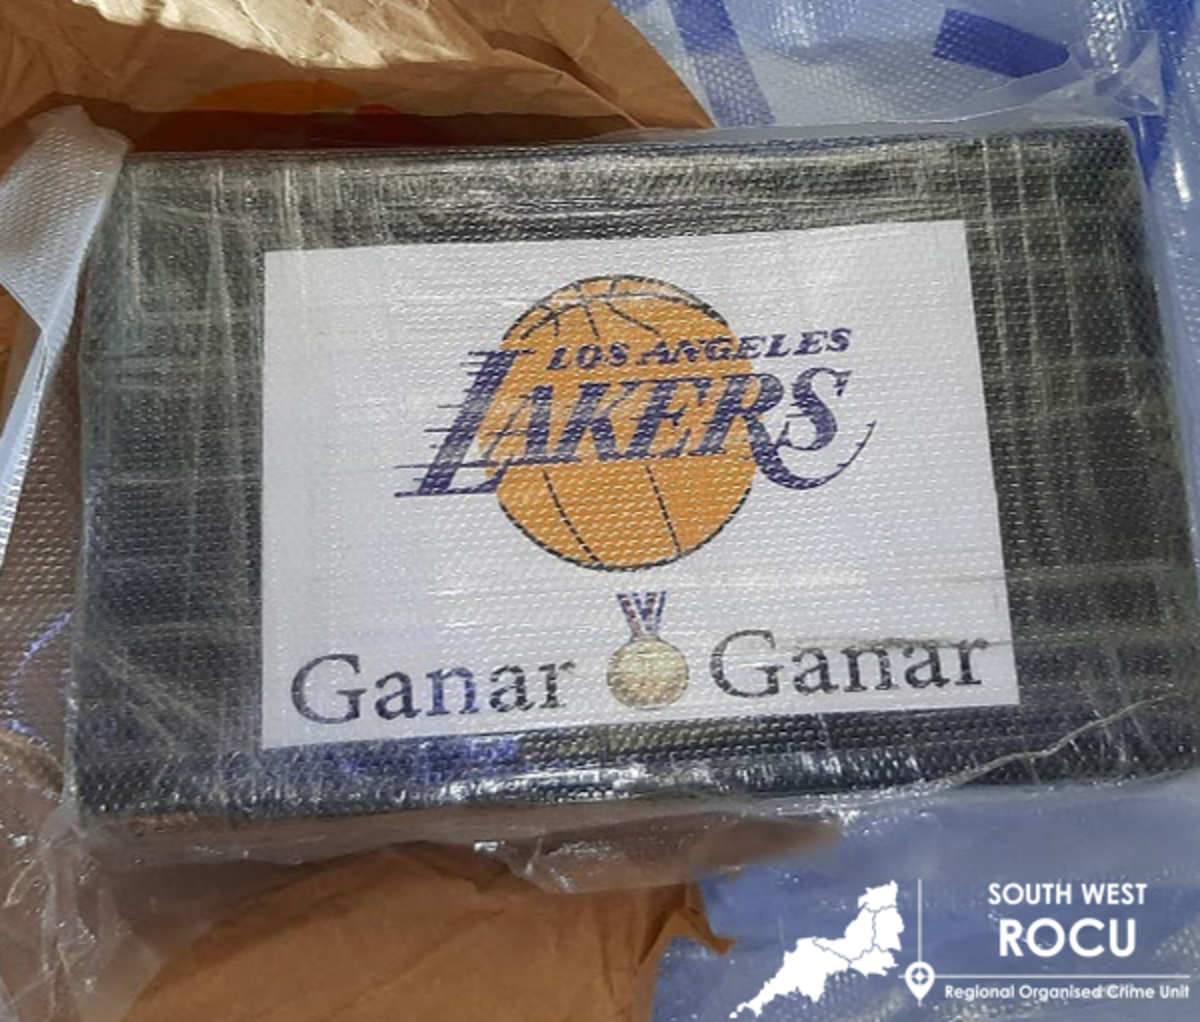 LOS ANGELES
LAKERS
Ganar Ganar
SOUTH WEST
ROCU
Regional Organised Crime Unit